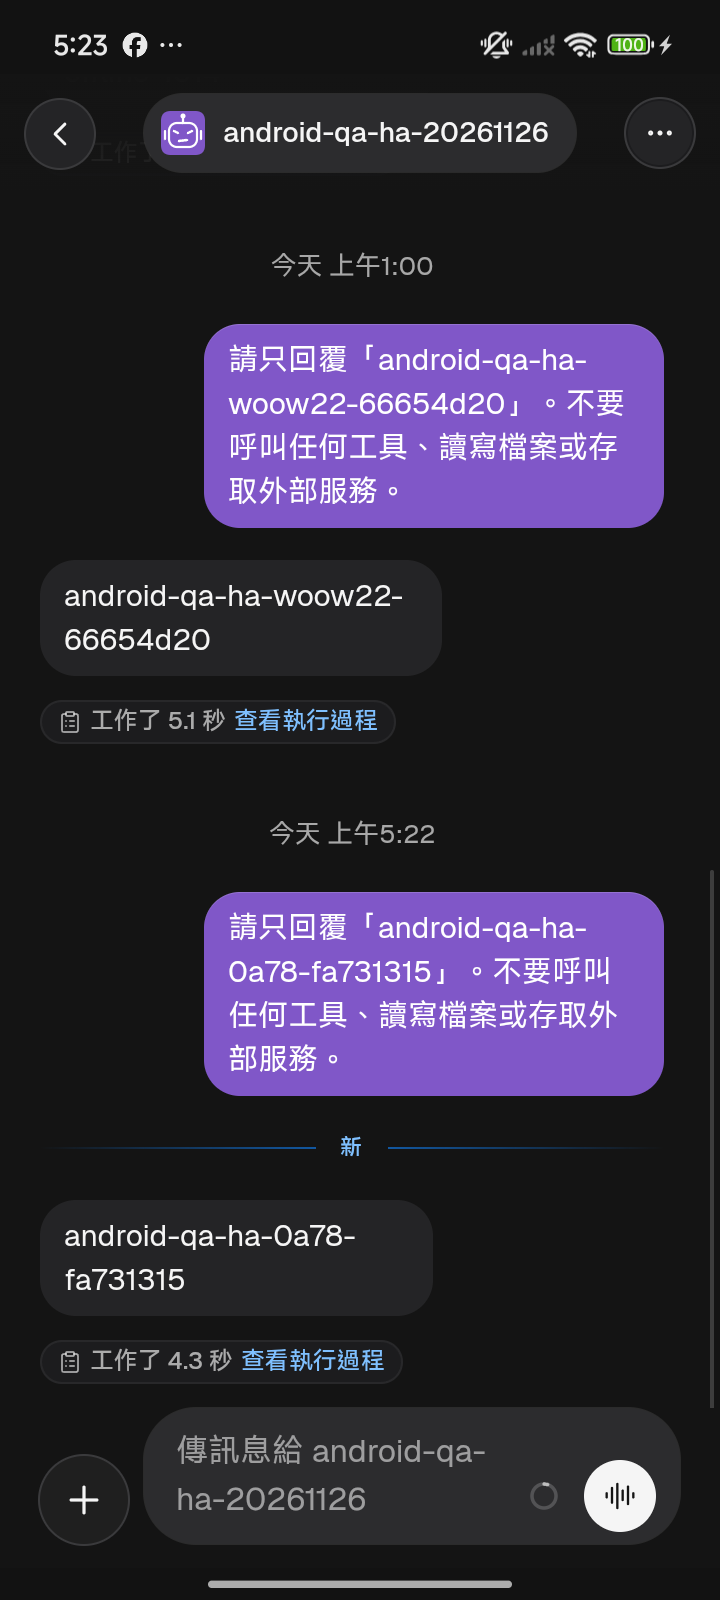 5:23
100
android-qa-ha-20261126
工作了
今天 上午1:00
請只回覆「android-qa-ha-
woow22-66654d20」。不要
呼叫任何工具、讀寫檔案或存
取外部服務。
android-qa-ha-woow22-
66654d20
工作了 5.1 秒 查看執行過程
今天 上午5:22
請只回覆「android-qa-ha-
0a78-fa731315」。不要呼叫
任何工具、讀寫檔案或存取外
部服務。
新
android-qa-ha-0a78-
fa731315
工作了 4.3 秒 查看執行過程
傳訊息給 android-qa-
ha-20261126